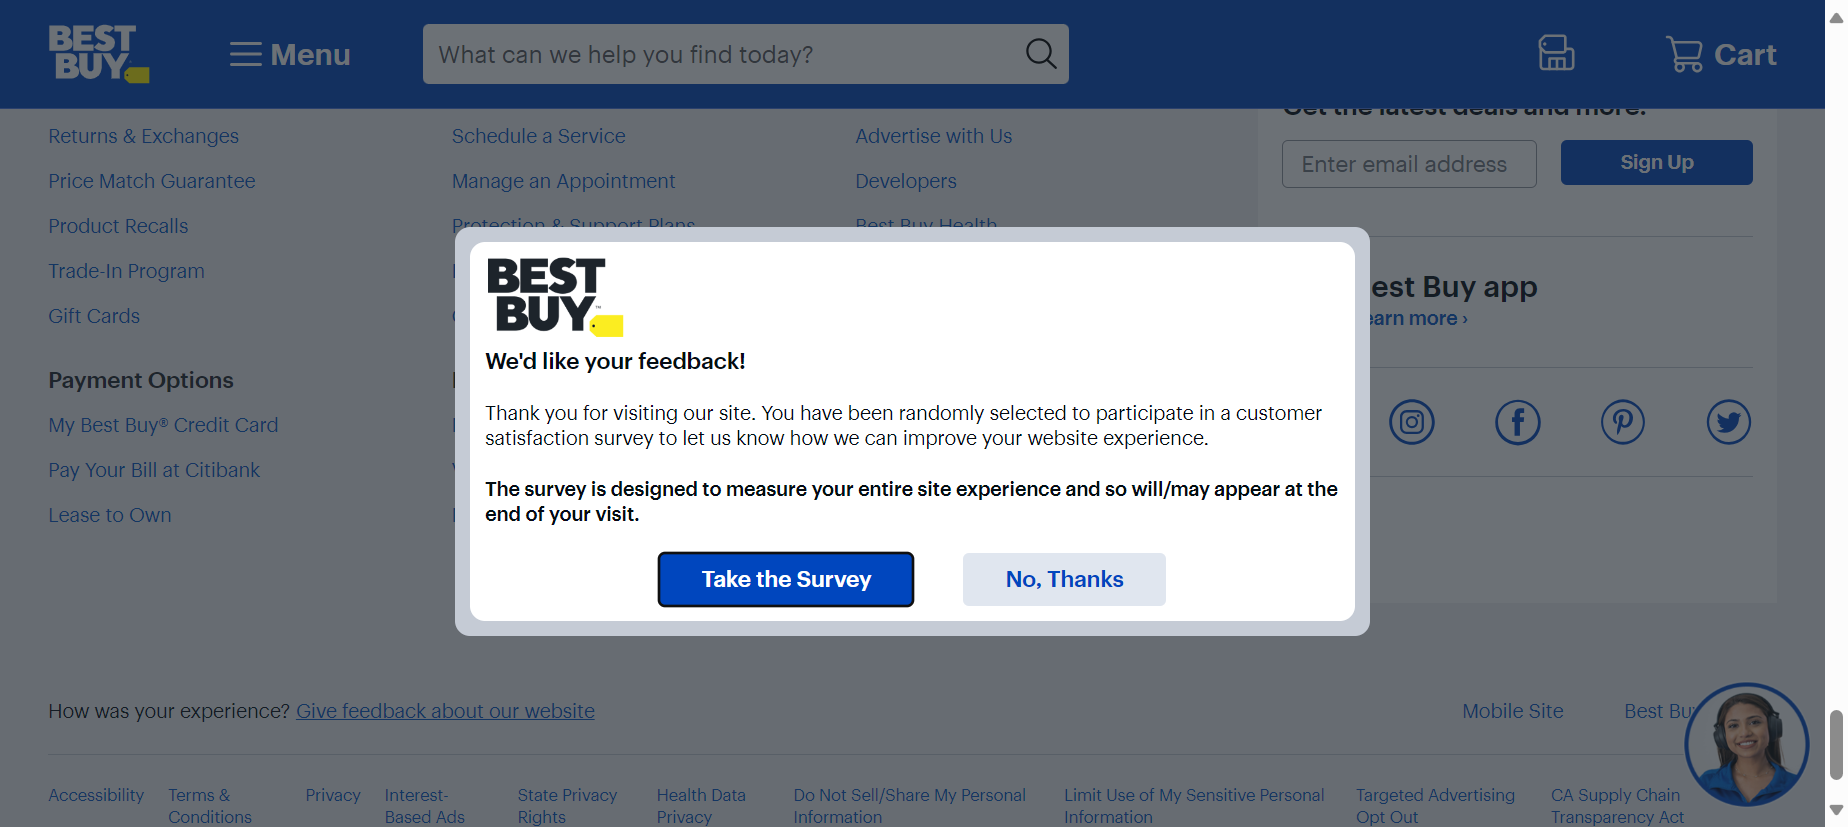 BEST
BUY
Menu
What can we help you find today?
Cart
Returns & Exchanges
Price Match Guarantee
Product Recalls
Trade-In Program
Gift Cards
Payment Options
My Best Buy® Credit Card
Pay Your Bill at Citibank
Lease to Own
Schedule a Service
Manage an Appointment
Protection & Support Plans
Advertise with Us
Developers
Best Buy Health
Get the latest deals and more.
Enter email address
Sign Up
est Buy app
earn more ›
BEST
BUY™
We'd like your feedback!
Thank you for visiting our site. You have been randomly selected to participate in a customer
satisfaction survey to let us know how we can improve your website experience.
The survey is designed to measure your entire site experience and so will/may appear at the
end of your visit.
Take the Survey
No, Thanks
How was your experience? Give feedback about our website
Mobile Site
Best Bu
Accessibility
Terms &
Conditions
Privacy
Interest-
Based Ads
State Privacy
Rights
Health Data
Privacy
Do Not Sell/Share My Personal
Information
Limit Use of My Sensitive Personal
Information
Targeted Advertising
Opt Out
CA Supply Chain
Transparency Act